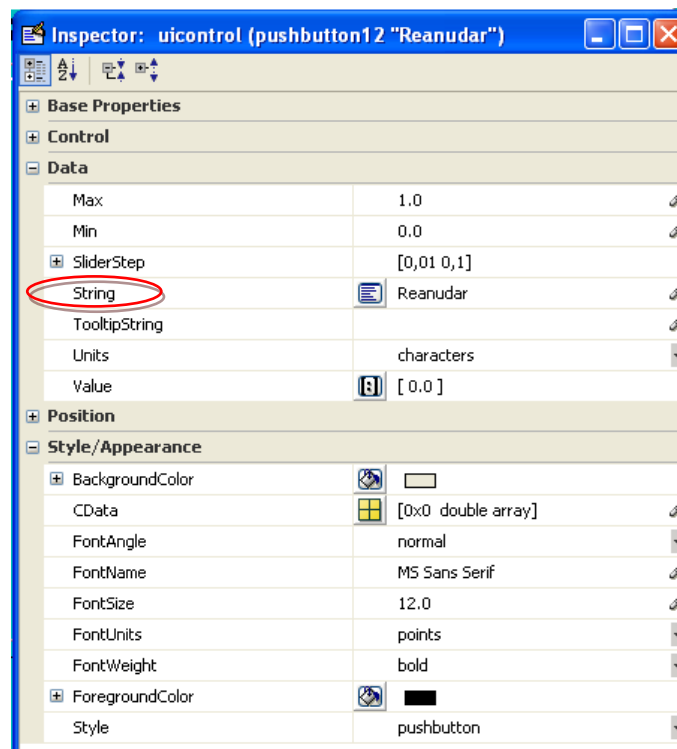 Inspector: uicontrol (pushbutton12 "Reanudar")
Base Properties
Control
Data
Max 1.0
Min 0.0
SliderStep [0,01 0,1]
String Reanudar
TooltipString
Units characters
Value [ 0.0 ]
Position
Style/Appearance
BackgroundColor
CData [0x0 double array]
FontAngle normal
FontName MS Sans Serif
FontSize 12.0
FontUnits points
FontWeight bold
ForegroundColor
Style pushbutton